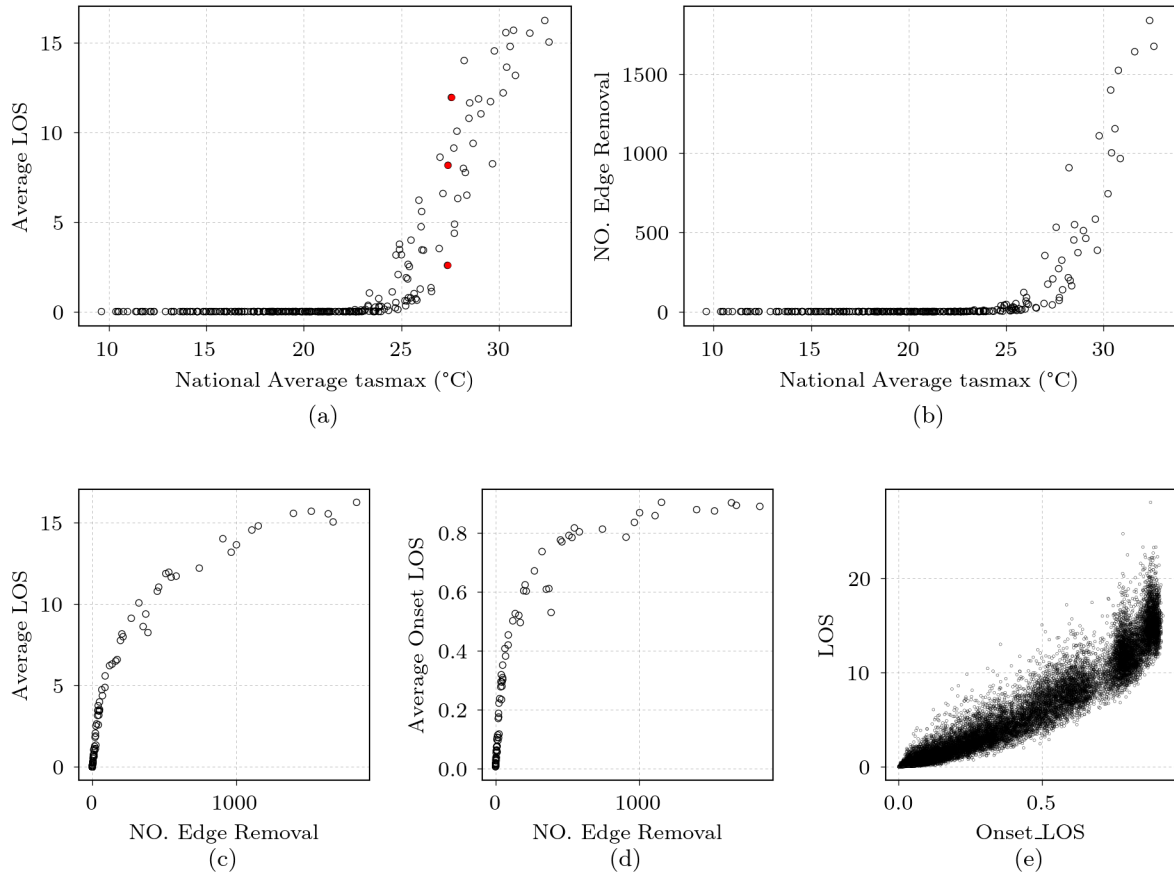 15
10
5
0
Average LOS
10
15
20
25
30
National Average tasmax (°C)
(a)
1500
1000
500
0
NO. Edge Removal
10
15
20
25
30
National Average tasmax (°C)
(b)
15
10
5
0
Average LOS
0
1000
NO. Edge Removal
(c)
0.8
0.6
0.4
0.2
0.0
Average Onset LOS
0
1000
NO. Edge Removal
(d)
20
10
0
LOS
0.0
0.5
Onset_LOS
(e)